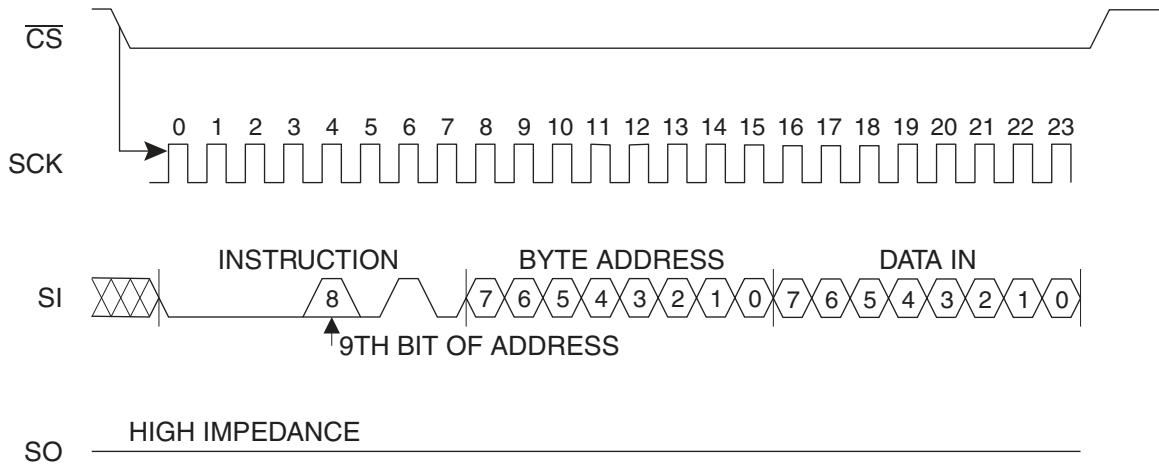 CS
0 1 2 3 4 5 6 7 8 9 10 11 12 13 14 15 16 17 18 19 20 21 22 23
SCK
INSTRUCTION BYTE ADDRESS DATA IN
SI 8 7 6 5 4 3 2 1 0 7 6 5 4 3 2 1 0
9TH BIT OF ADDRESS
HIGH IMPEDANCE
SO